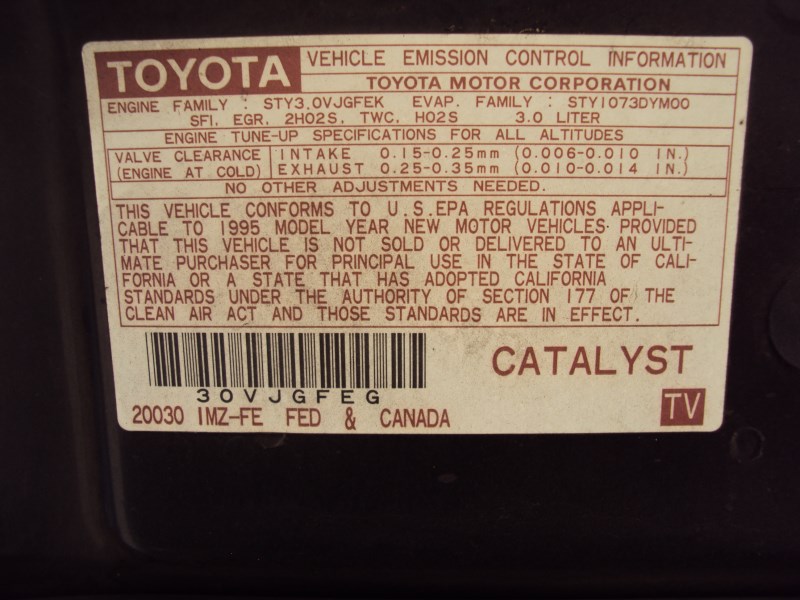 TOYOTA VEHICLE EMISSION CONTROL INFORMATION
TOYOTA MOTOR CORPORATION
ENGINE FAMILY : STY3.0VJGFEK EVAP. FAMILY : STY1073DYM00
SFI, EGR, 2HO2S, TWC, HO2S 3.0 LITER
ENGINE TUNE-UP SPECIFICATIONS FOR ALL ALTITUDES
VALVE CLEARANCE INTAKE 0.15-0.25mm (0.006-0.010 IN.)
(ENGINE AT COLD) EXHAUST 0.25-0.35mm (0.010-0.014 IN.)
NO OTHER ADJUSTMENTS NEEDED.
THIS VEHICLE CONFORMS TO U.S.EPA REGULATIONS APPLI-
CABLE TO 1995 MODEL YEAR NEW MOTOR VEHICLES PROVIDED
THAT THIS VEHICLE IS NOT SOLD OR DELIVERED TO AN ULTI-
MATE PURCHASER FOR PRINCIPAL USE IN THE STATE OF CALI-
FORNIA OR A STATE THAT HAS ADOPTED CALIFORNIA
STANDARDS UNDER THE AUTHORITY OF SECTION 177 OF THE
CLEAN AIR ACT AND THOSE STANDARDS ARE IN EFFECT.
CATALYST
30VJGFEG
20030 1MZ-FE FED & CANADA TV